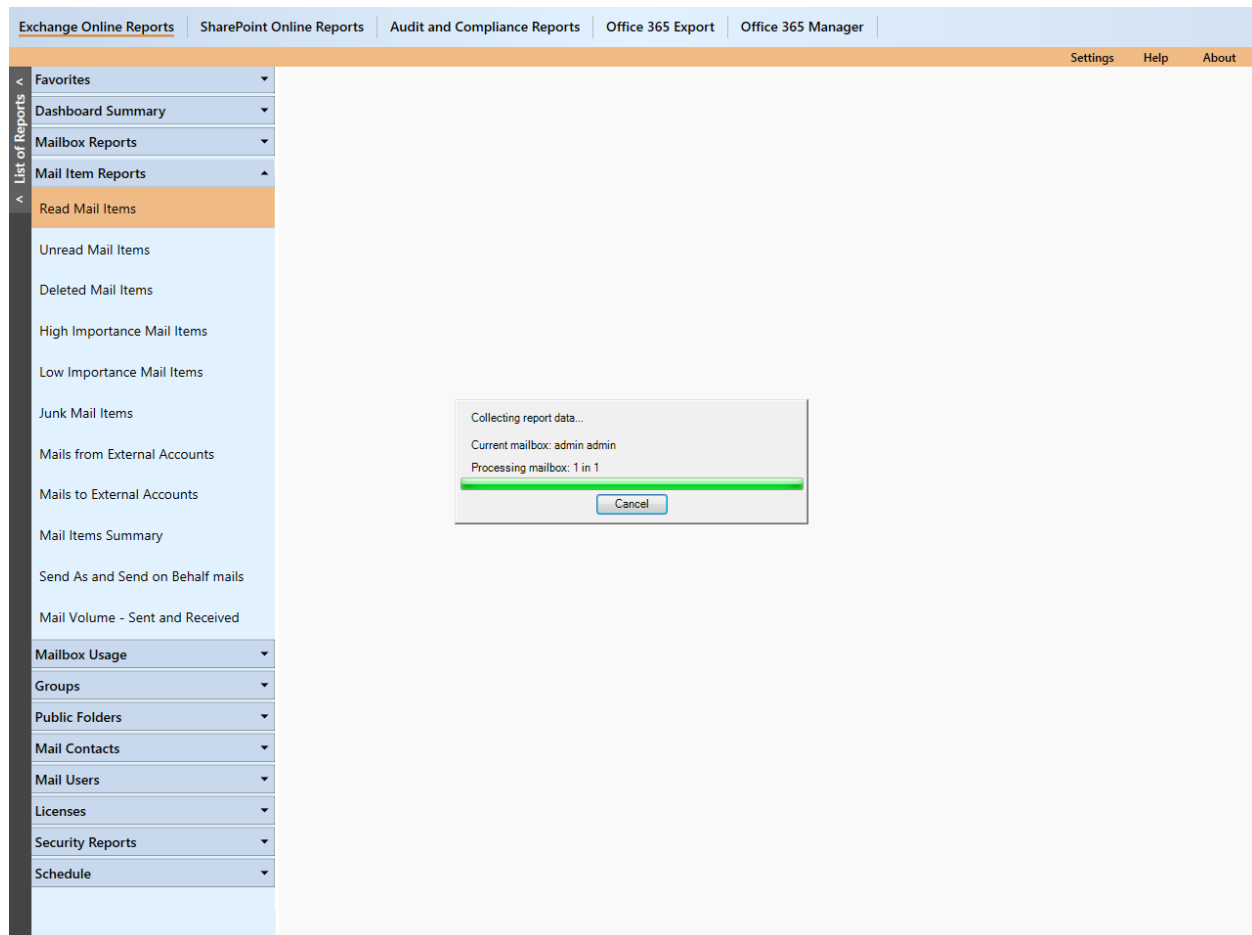 Exchange Online Reports SharePoint Online Reports Audit and Compliance Reports Office 365 Export Office 365 Manager
Settings Help About
< List of Reports <
Favorites
Dashboard Summary
Mailbox Reports
Mail Item Reports
Read Mail Items
Unread Mail Items
Deleted Mail Items
High Importance Mail Items
Low Importance Mail Items
Junk Mail Items
Mails from External Accounts
Mails to External Accounts
Mail Items Summary
Send As and Send on Behalf mails
Mail Volume - Sent and Received
Mailbox Usage
Groups
Public Folders
Mail Contacts
Mail Users
Licenses
Security Reports
Schedule
Collecting report data...
Current mailbox: admin admin
Processing mailbox: 1 in 1
Cancel